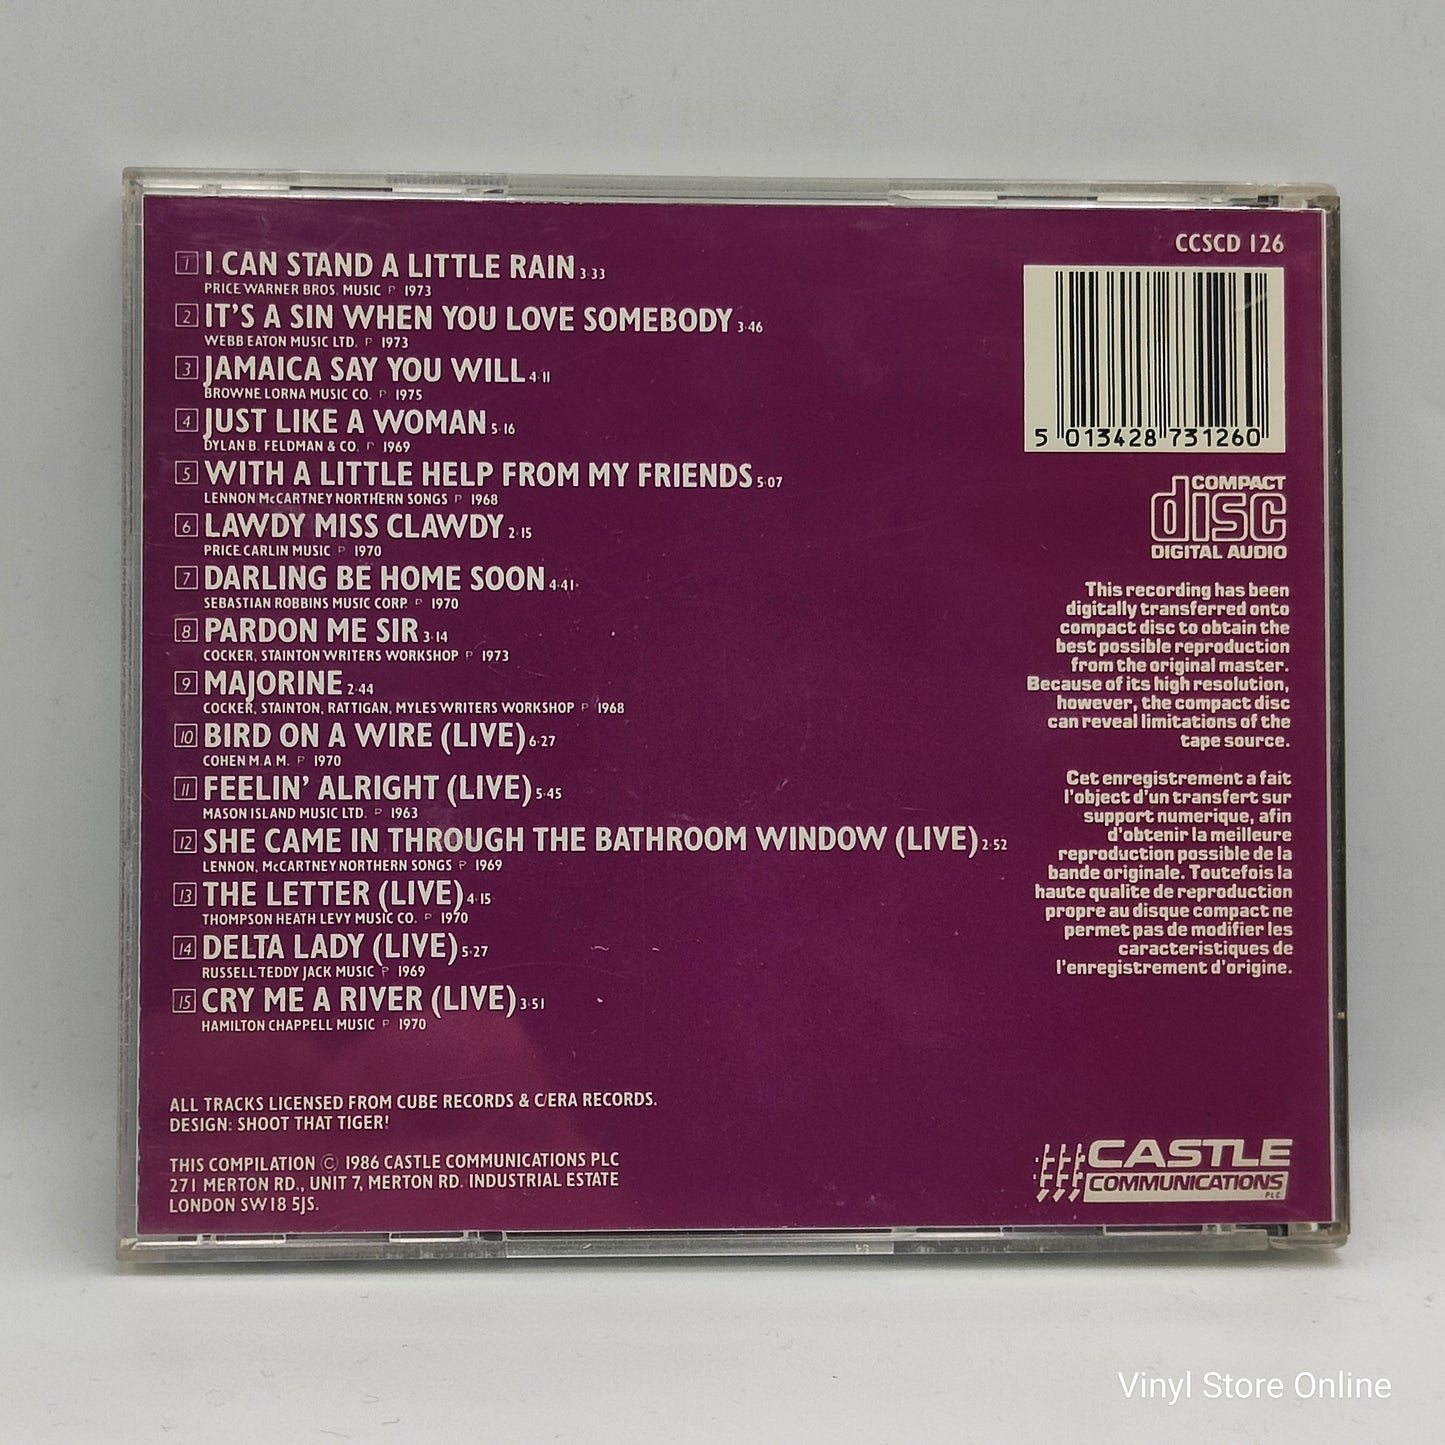 CCSCD 126
1 I CAN STAND A LITTLE RAIN 3·33
PRICE WARNER BROS. MUSIC P 1973
2 IT'S A SIN WHEN YOU LOVE SOMEBODY 3·46
WEBB EATON MUSIC LTD. P 1973
3 JAMAICA SAY YOU WILL 4·11
BROWNE LORNA MUSIC CO. P 1975
4 JUST LIKE A WOMAN 5·16
DYLAN B. FELDMAN & CO. P 1969
5 WITH A LITTLE HELP FROM MY FRIENDS 5·07
LENNON McCARTNEY NORTHERN SONGS P 1968
6 LAWDY MISS CLAWDY 2·15
PRICE CARLIN MUSIC P 1970
7 DARLING BE HOME SOON 4·41·
SEBASTIAN ROBBINS MUSIC CORP. P 1970
8 PARDON ME SIR 3·14
COCKER, STAINTON WRITERS WORKSHOP P 1973
9 MAJORINE 2·44
COCKER, STAINTON, RATTIGAN, MYLES WRITERS WORKSHOP P 1968
10 BIRD ON A WIRE (LIVE) 6·27
COHEN M.A.M. P 1970
11 FEELIN' ALRIGHT (LIVE) 5·45
MASON ISLAND MUSIC LTD. P 1963
12 SHE CAME IN THROUGH THE BATHROOM WINDOW (LIVE) 2·52
LENNON, McCARTNEY NORTHERN SONGS P 1969
13 THE LETTER (LIVE) 4·15
THOMPSON HEATH LEVY MUSIC CO. P 1970
14 DELTA LADY (LIVE) 5·27
RUSSELL TEDDY JACK MUSIC P 1969
15 CRY ME A RIVER (LIVE) 3·51
HAMILTON CHAPPELL MUSIC P 1970
ALL TRACKS LICENSED FROM CUBE RECORDS & C/ERA RECORDS.
DESIGN: SHOOT THAT TIGER!
THIS COMPILATION © 1986 CASTLE COMMUNICATIONS PLC
271 MERTON RD., UNIT 7, MERTON RD. INDUSTRIAL ESTATE
LONDON SW18 5JS.
5 013428 731260
COMPACT
disc
DIGITAL AUDIO
This recording has been
digitally transferred onto
compact disc to obtain the
best possible reproduction
from the original master.
Because of its high resolution,
however, the compact disc
can reveal limitations of the
tape source.
Cet enregistrement a fait
l'object d'un transfert sur
support numerique, afin
d'obtenir la meilleure
reproduction possible de la
bande originale. Toutefois la
haute qualite de reproduction
propre au disque compact ne
permet pas de modifier les
caracteristiques de
l'enregistrement d'origine.
CASTLE
COMMUNICATIONS
PLC
Vinyl Store Online